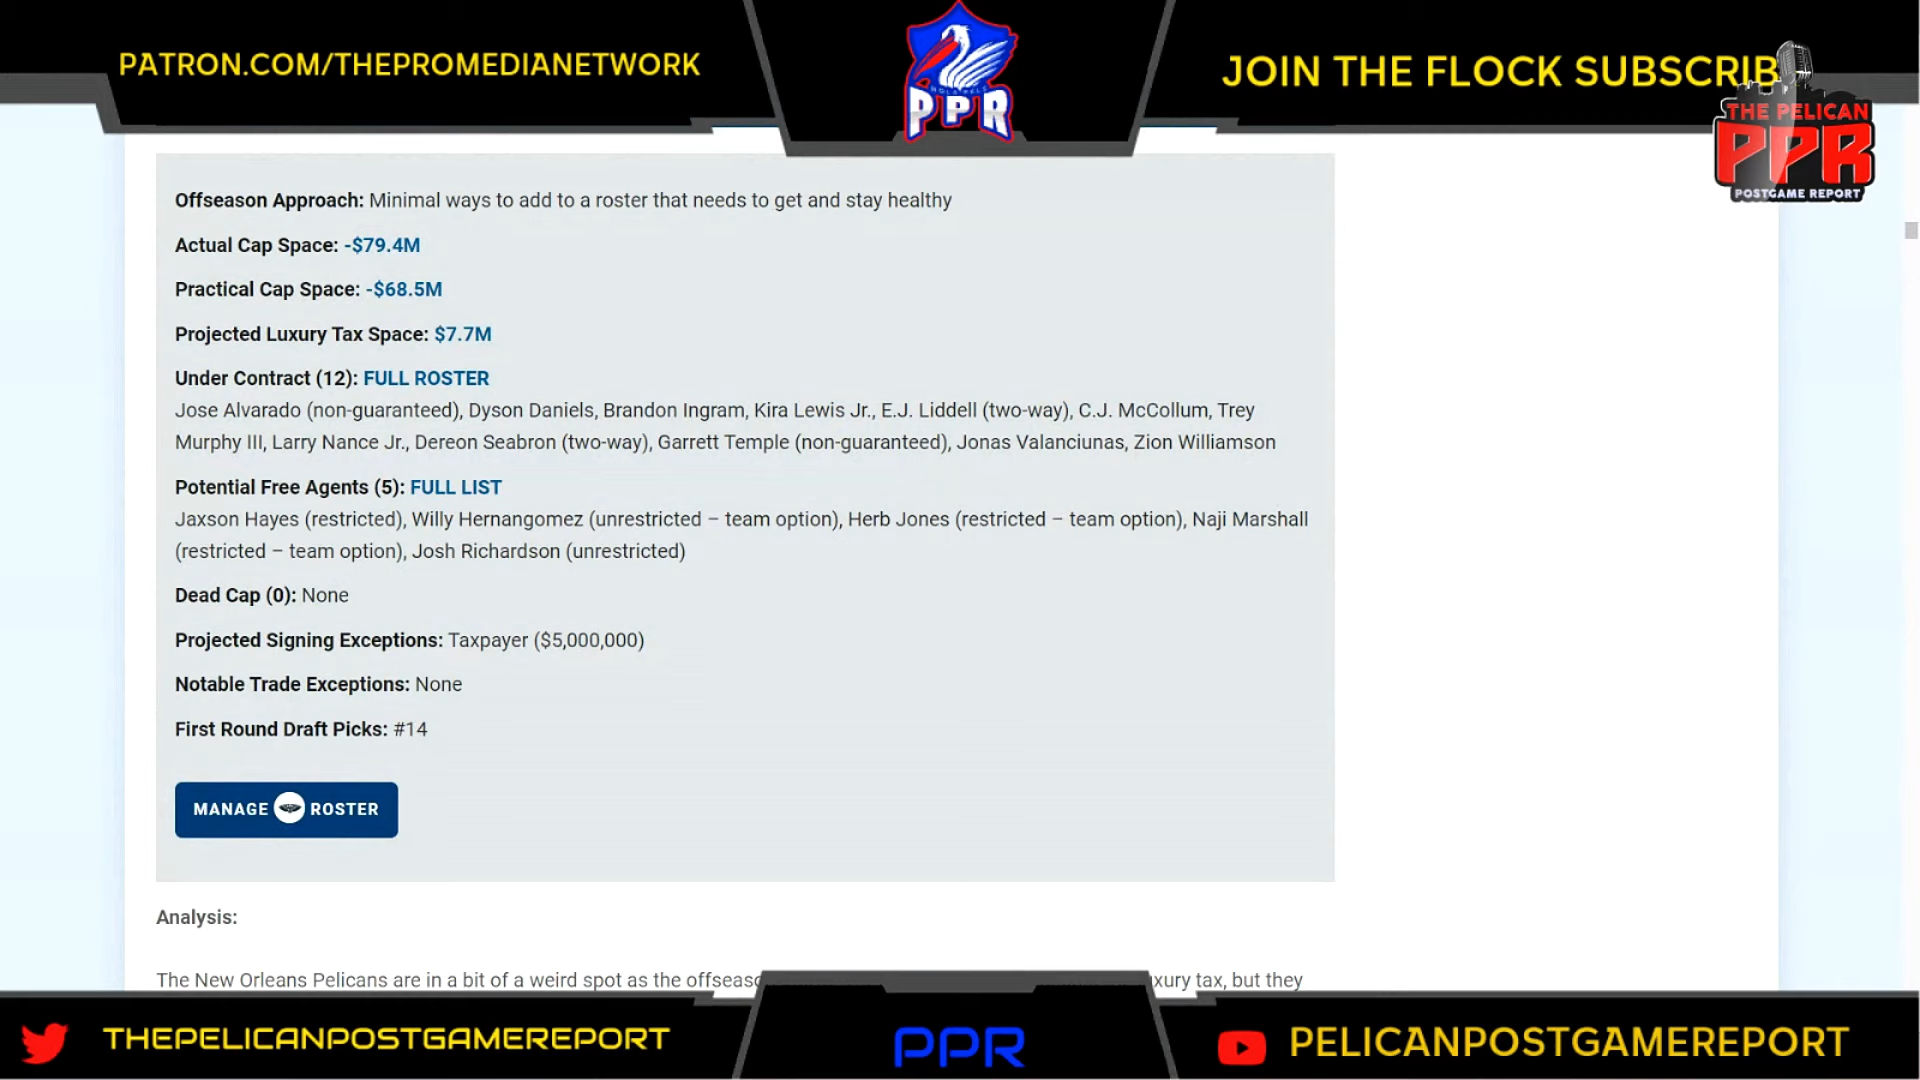 PATRON.COM/THEPROMEDIANETWORK
PPR
JOIN THE FLOCK SUBSCRIB
THE PELICAN
PPR
POSTGAME REPORT
Offseason Approach: Minimal ways to add to a roster that needs to get and stay healthy
Actual Cap Space: -$79.4M
Practical Cap Space: -$68.5M
Projected Luxury Tax Space: $7.7M
Under Contract (12): FULL ROSTER
Jose Alvarado (non-guaranteed), Dyson Daniels, Brandon Ingram, Kira Lewis Jr., E.J. Liddell (two-way), C.J. McCollum, Trey
Murphy III, Larry Nance Jr., Dereon Seabron (two-way), Garrett Temple (non-guaranteed), Jonas Valanciunas, Zion Williamson
Potential Free Agents (5): FULL LIST
Jaxson Hayes (restricted), Willy Hernangomez (unrestricted – team option), Herb Jones (restricted – team option), Naji Marshall
(restricted – team option), Josh Richardson (unrestricted)
Dead Cap (0): None
Projected Signing Exceptions: Taxpayer ($5,000,000)
Notable Trade Exceptions: None
First Round Draft Picks: #14
MANAGE ROSTER
Analysis:
The New Orleans Pelicans are in a bit of a weird spot as the offseaso xury tax, but they
THEPELICANPOSTGAMEREPORT
PPR
PELICANPOSTGAMEREPORT